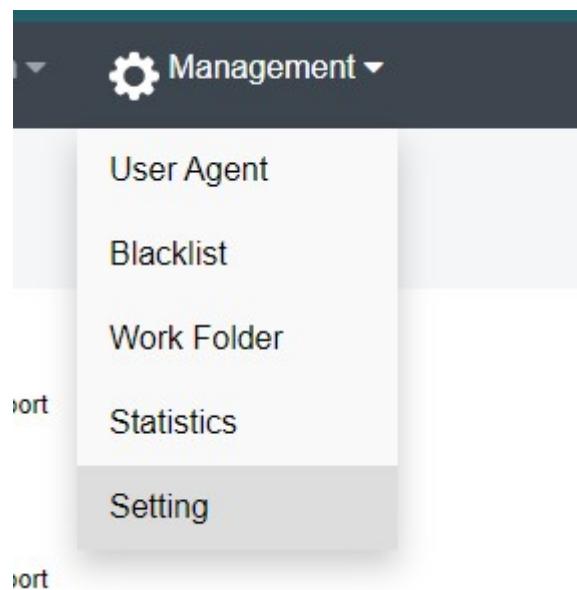 Management
User Agent
Blacklist
Work Folder
Statistics
Setting